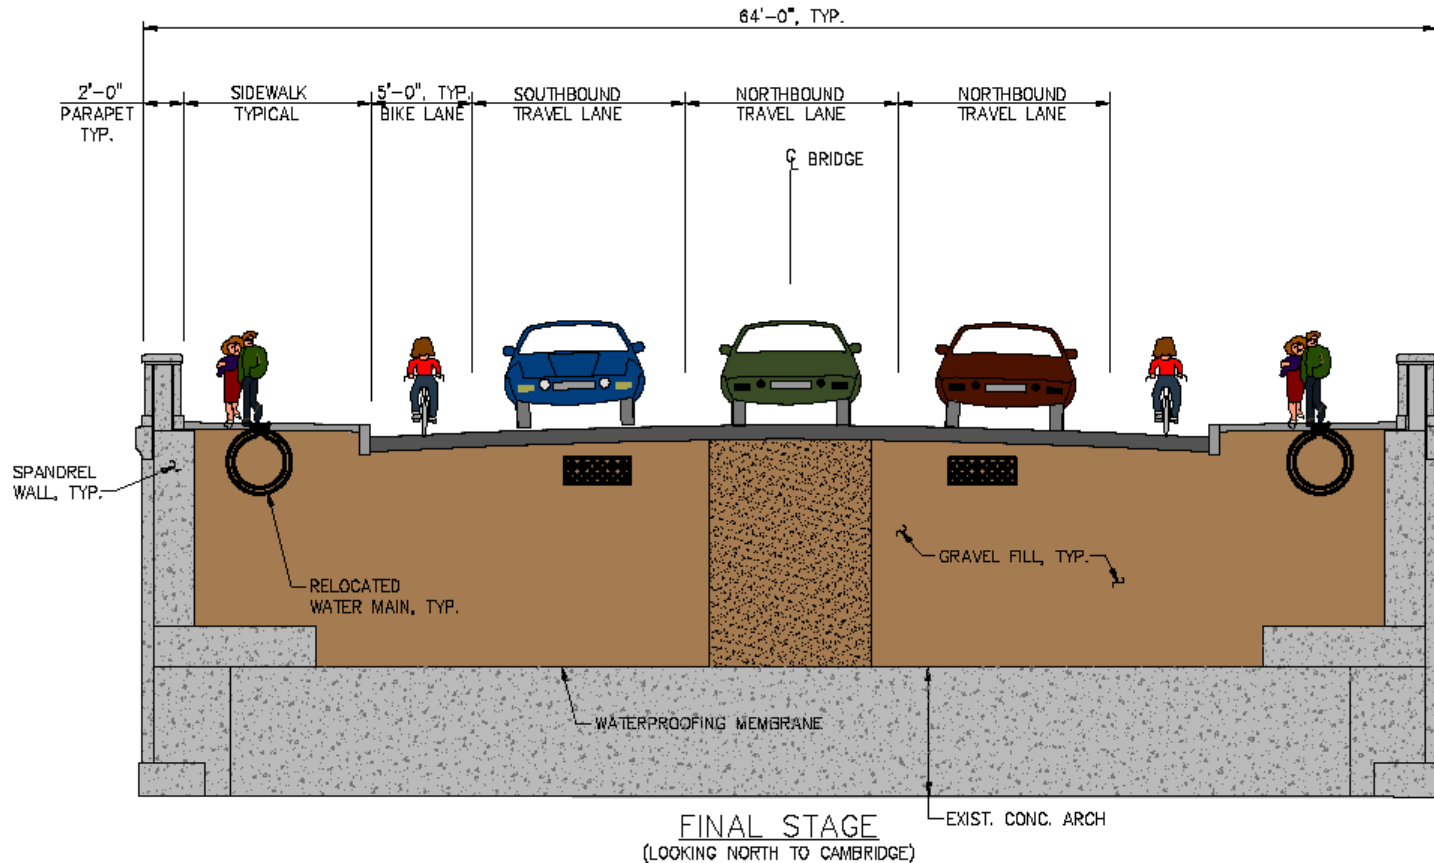 64'-0", TYP.
2'-0"
PARAPET
TYP.
SIDEWALK
TYPICAL
5'-0", TYP.
BIKE LANE
SOUTHBOUND
TRAVEL LANE
NORTHBOUND
TRAVEL LANE
NORTHBOUND
TRAVEL LANE
℄ BRIDGE
SPANDREL
WALL, TYP.
GRAVEL FILL, TYP.
RELOCATED
WATER MAIN, TYP.
WATERPROOFING MEMBRANE
EXIST. CONC. ARCH
FINAL STAGE
(LOOKING NORTH TO CAMBRIDGE)